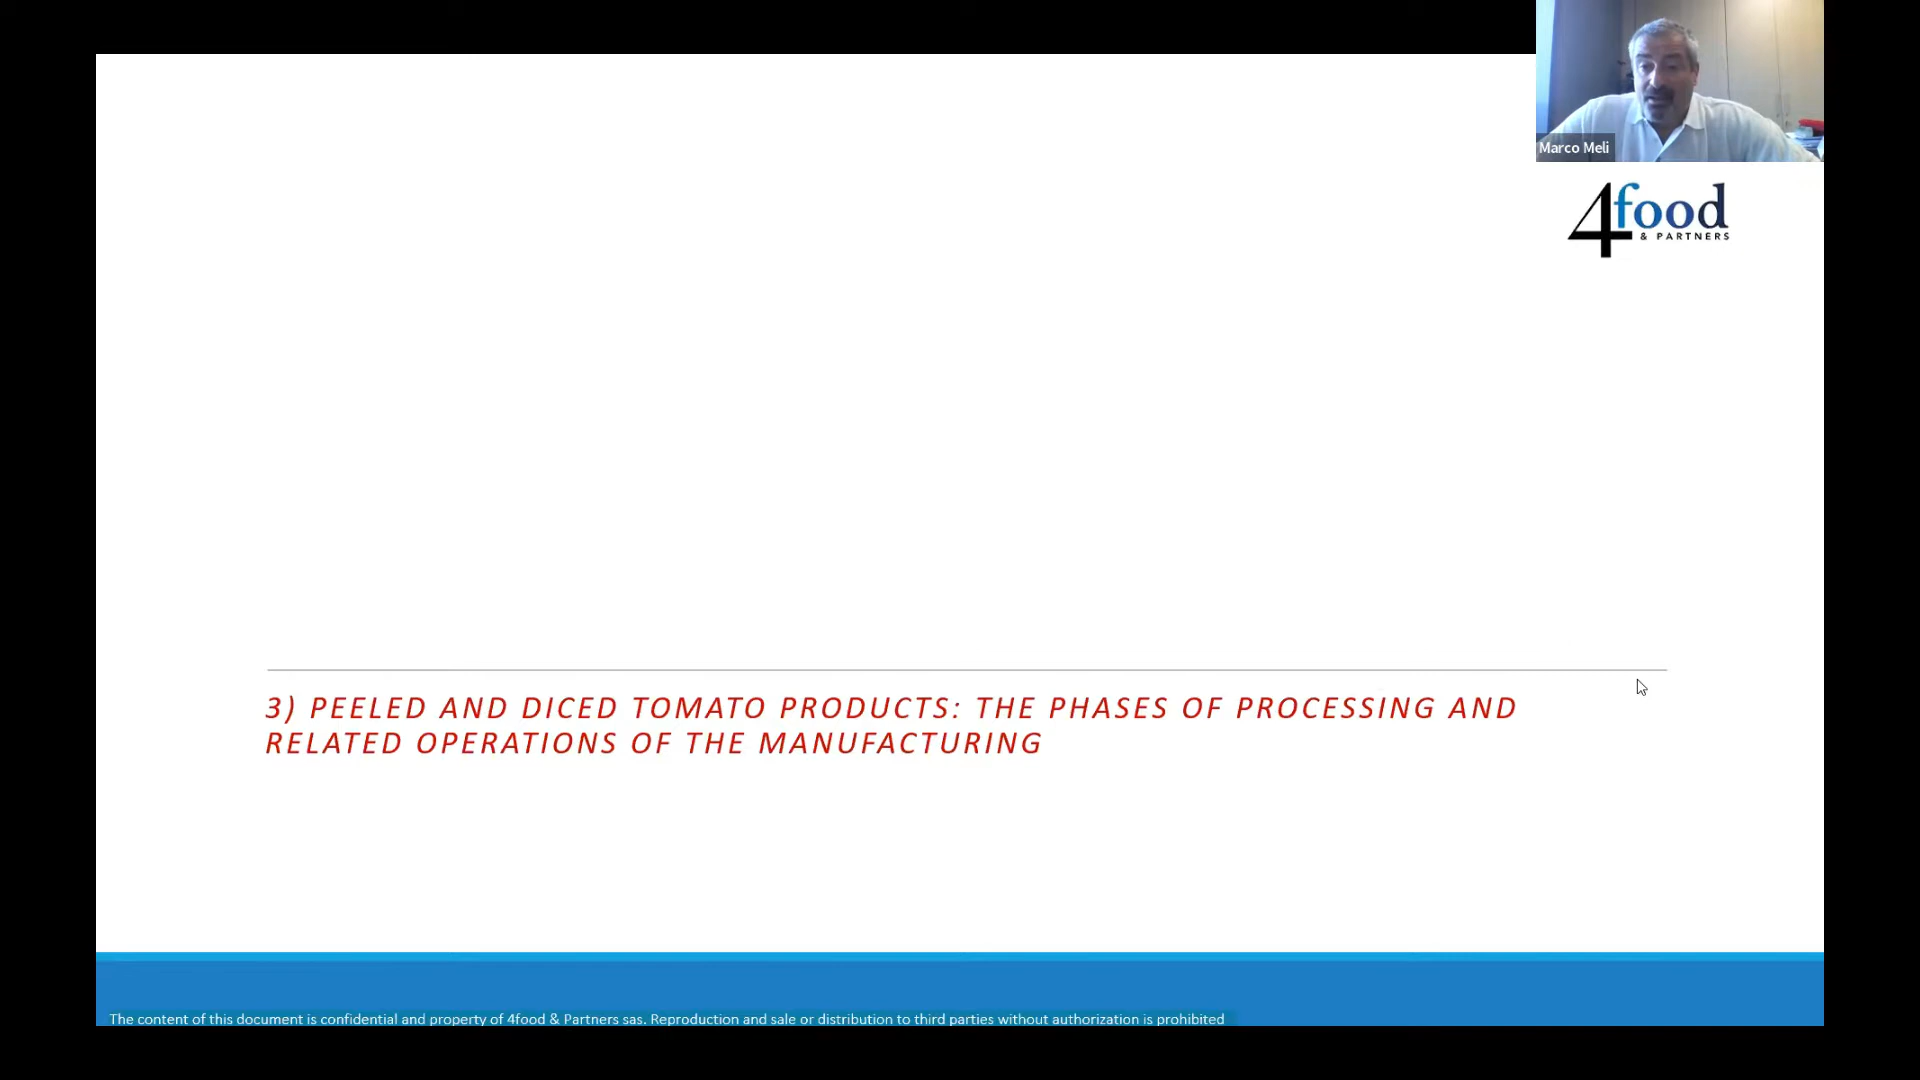 Marco Meli
4food
& PARTNERS
3) PEELED AND DICED TOMATO PRODUCTS: THE PHASES OF PROCESSING AND
RELATED OPERATIONS OF THE MANUFACTURING
The content of this document is confidential and property of 4food & Partners sas. Reproduction and sale or distribution to third parties without authorization is prohibited